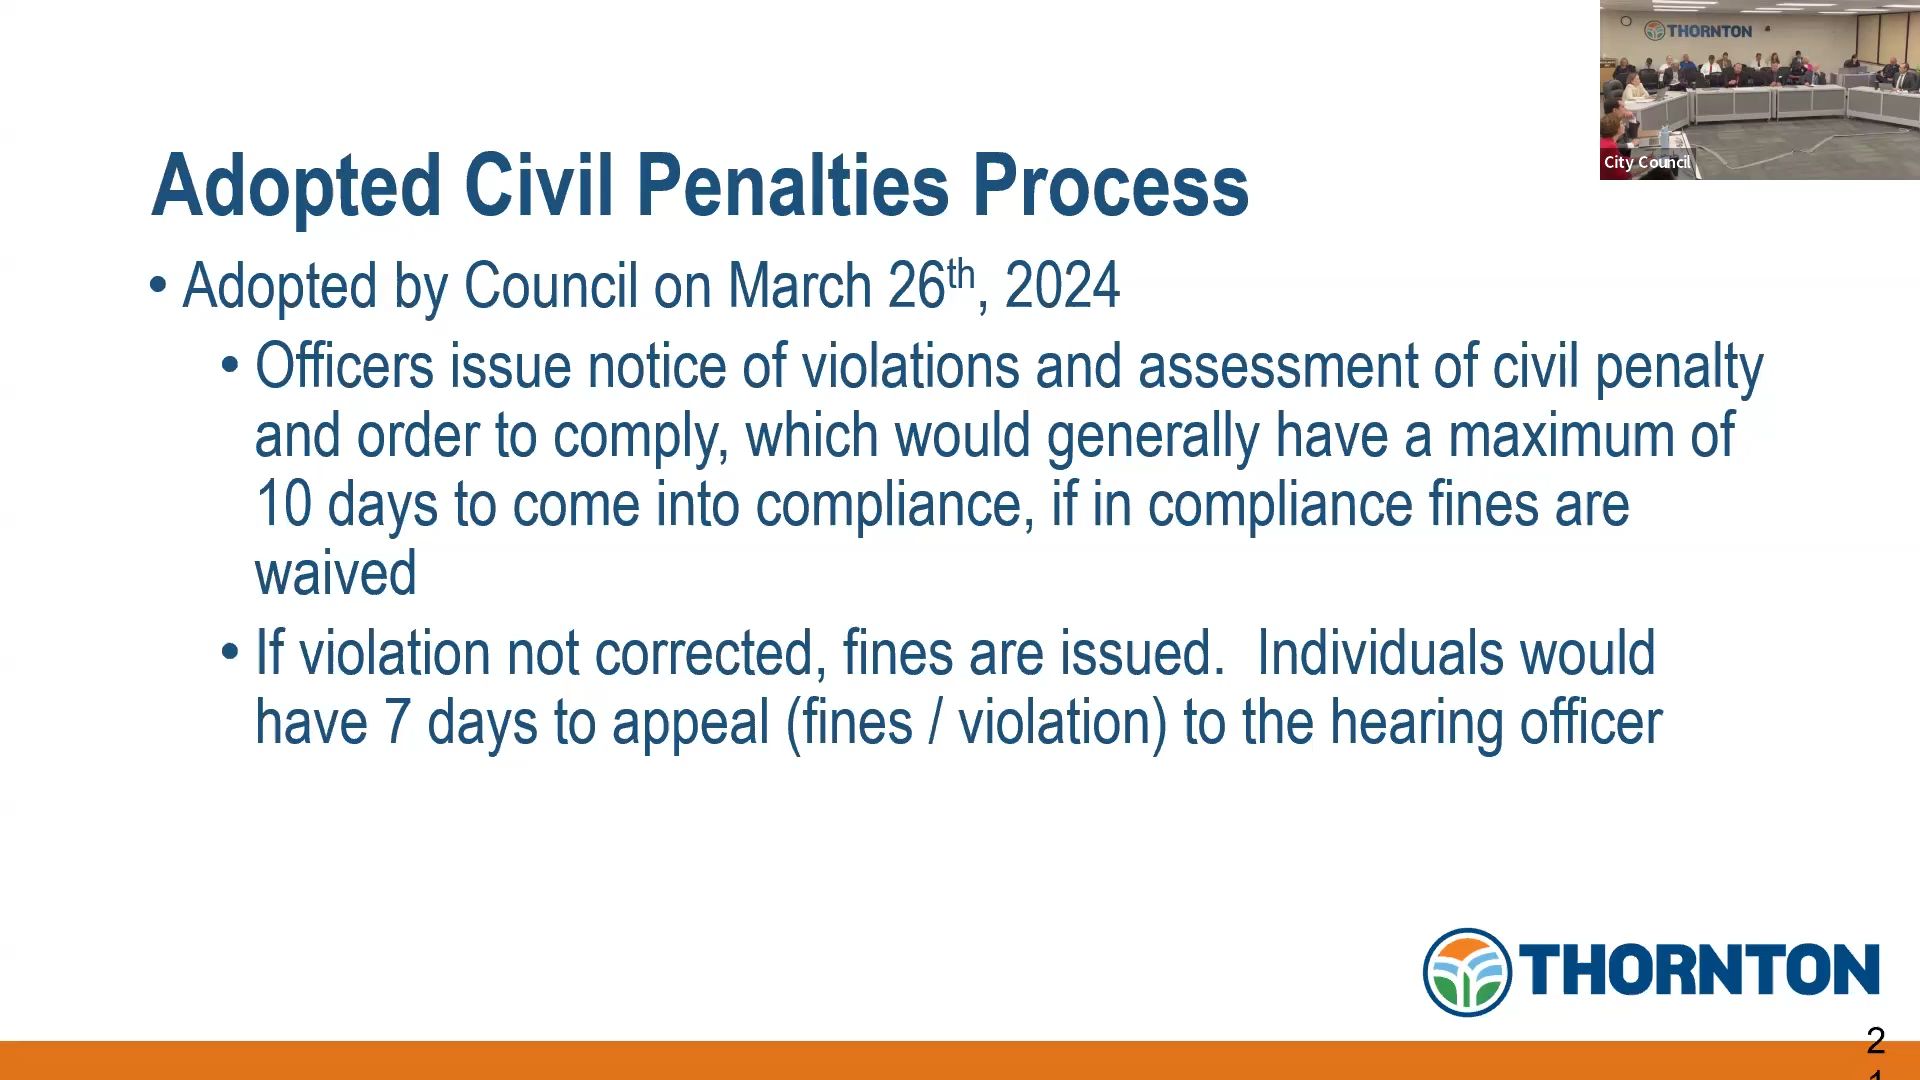 THORNTON
City Council
Adopted Civil Penalties Process
• Adopted by Council on March 26th, 2024
• Officers issue notice of violations and assessment of civil penalty
and order to comply, which would generally have a maximum of
10 days to come into compliance, if in compliance fines are
waived
• If violation not corrected, fines are issued.  Individuals would
have 7 days to appeal (fines / violation) to the hearing officer
THORNTON
2
1